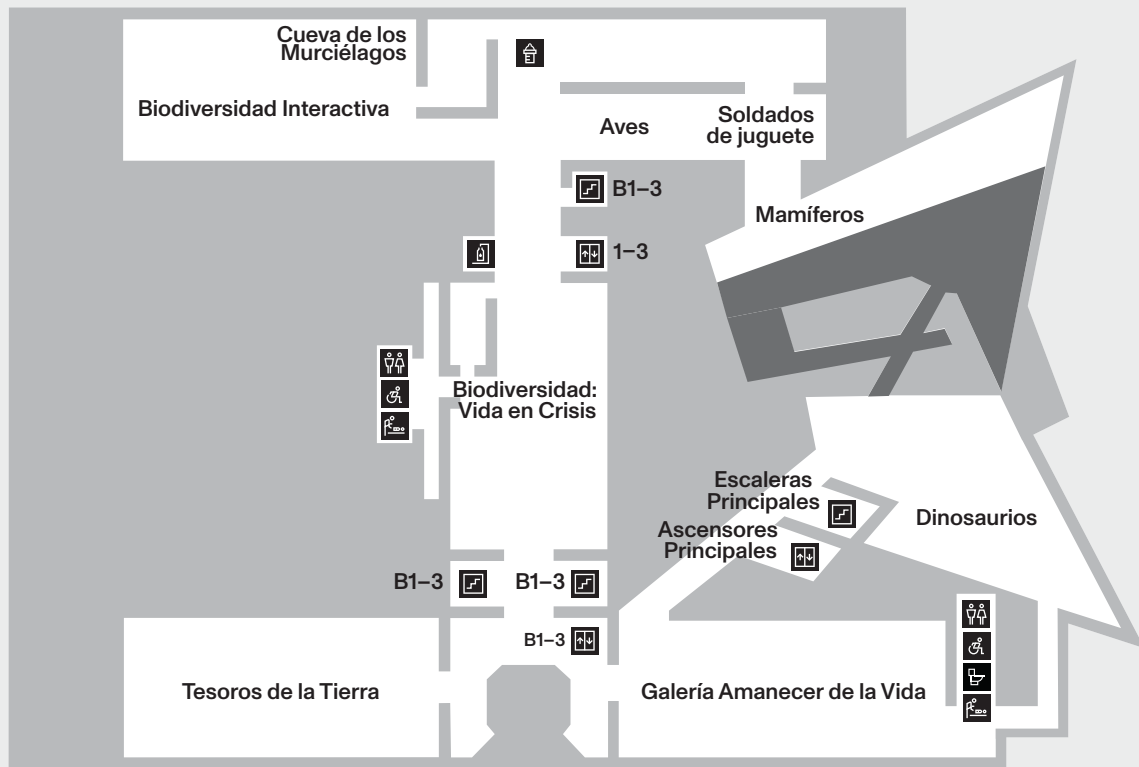 Cueva de los
Murciélagos
Biodiversidad Interactiva
Aves
Soldados
de juguete
B1–3
Mamíferos
1–3
Biodiversidad:
Vida en Crisis
Escaleras
Principales
Dinosaurios
Ascensores
Principales
B1–3
B1–3
B1–3
Tesoros de la Tierra
Galería Amanecer de la Vida